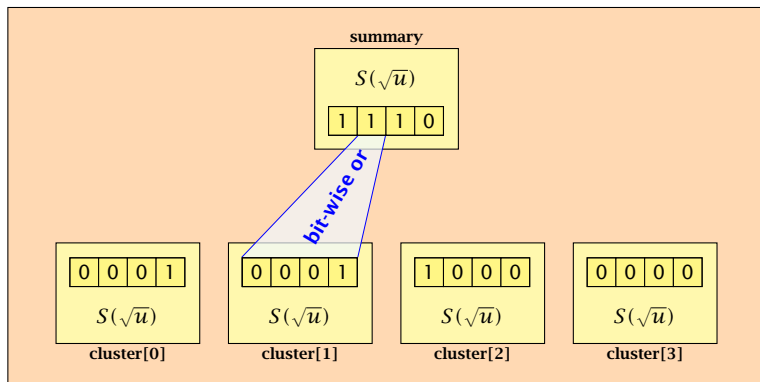 summary
S(√u)
1 1 1 0
bit-wise or
0 0 0 1
0 0 0 1
1 0 0 0
0 0 0 0
S(√u)
S(√u)
S(√u)
S(√u)
cluster[0]
cluster[1]
cluster[2]
cluster[3]